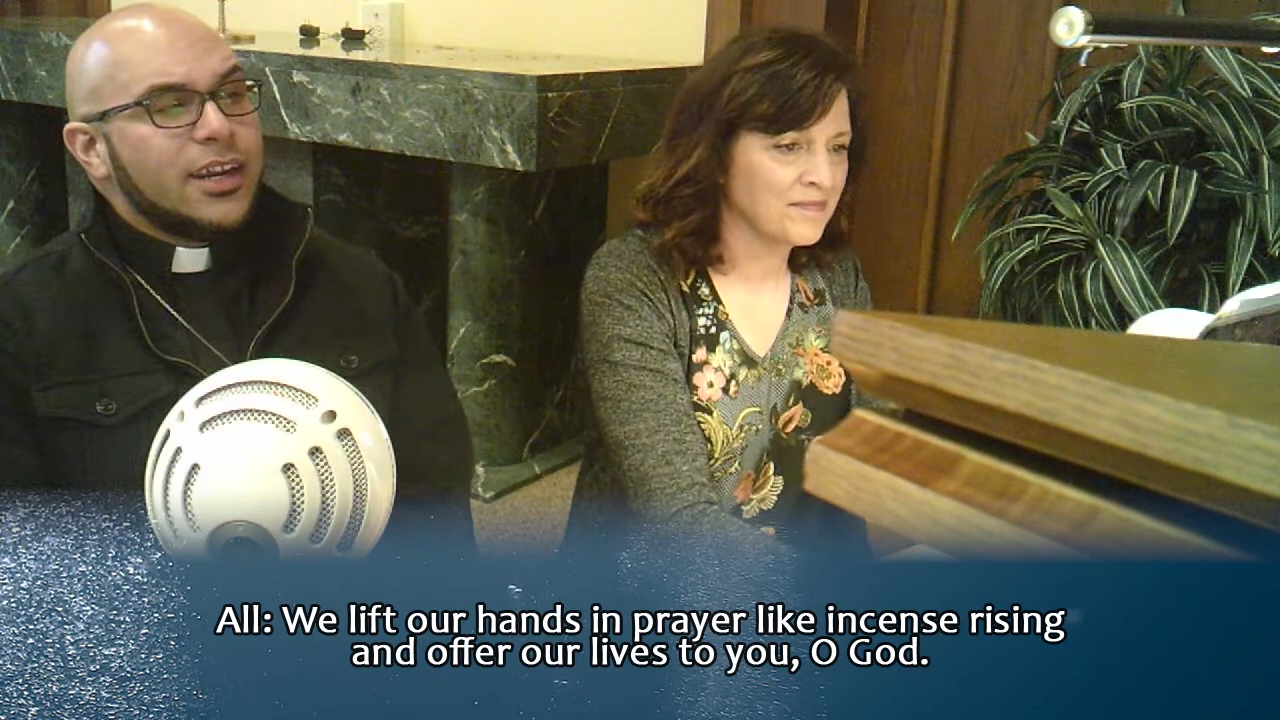 All: We lift our hands in prayer like incense rising
and offer our lives to you, O God.